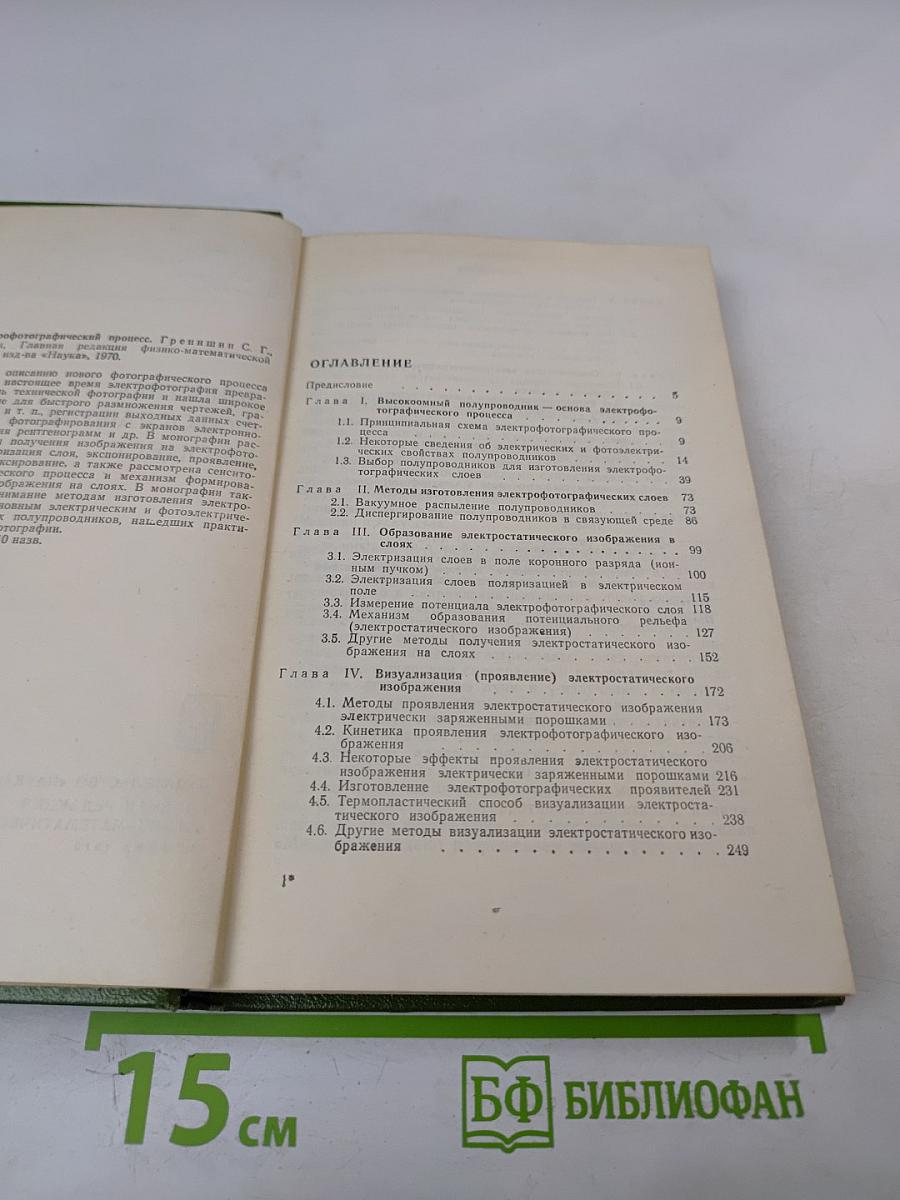 рофотографический процесс. Гренишин С. Г.,
Главная редакция физико-математической
изд-ва «Наука», 1970.
описанию нового фотографического процесса
настоящее время электрофотография превра-
ь технической фотографии и нашла широкое
ие для быстрого размножения чертежей, гра-
и т. п., регистрации выходных данных счет-
фотографирования с экранов электронно-
ия рентгенограмм и др. В монографии рас-
ы получения изображения на электрофото-
оризация слоя, экспонирование, проявление,
ксирование, а также рассмотрена сенсито-
еского процесса и механизм формирова-
ображения на слоях. В монографии так-
нимание методам изготовления электро-
новным электрическим и фотоэлектриче-
х полупроводников, нашедших практи-
отографии.
0 назв.
ОГЛАВЛЕНИЕ
Предисловие . . . . . . . . . . . . . . 5
Глава I. Высокоомный полупроводник — основа электрофо-
тографического процесса . . . . . . . . . . . 9
1.1. Принципиальная схема электрофотографического про-
цесса . . . . . . . . . . . . . . . 9
1.2. Некоторые сведения об электрических и фотоэлектри-
ческих свойствах полупроводников . . . . . . . 14
1.3. Выбор полупроводников для изготовления электрофо-
тографических слоев . . . . . . . . . . . . 39
Глава II. Методы изготовления электрофотографических слоев 73
2.1. Вакуумное распыление полупроводников . . . . . 73
2.2. Диспергирование полупроводников в связующей среде 86
Глава III. Образование электростатического изображения в
слоях . . . . . . . . . . . . . . . . . 99
3.1. Электризация слоев в поле коронного разряда (ион-
ным пучком) . . . . . . . . . . . . . 100
3.2. Электризация слоев поляризацией в электрическом
поле . . . . . . . . . . . . . . . 115
3.3. Измерение потенциала электрофотографического слоя 118
3.4. Механизм образования потенциального рельефа
(электростатического изображения) . . . . . . . 127
3.5. Другие методы получения электростатического изо-
бражения на слоях . . . . . . . . . . . . 152
Глава IV. Визуализация (проявление) электростатического
изображения . . . . . . . . . . . . . 172
4.1. Методы проявления электростатического изображения
электрически заряженными порошками . . . . . . 173
4.2. Кинетика проявления электрофотографического изо-
бражения . . . . . . . . . . . . . . 206
4.3. Некоторые эффекты проявления электростатического
изображения электрически заряженными порошками 216
4.4. Изготовление электрофотографических проявителей 231
4.5. Термопластический способ визуализации электроста-
тического изображения . . . . . . . . . . . 238
4.6. Другие методы визуализации электростатического изо-
бражения . . . . . . . . . . . . . . . . 249
1*
15 см
БФ БИБЛИОФАН